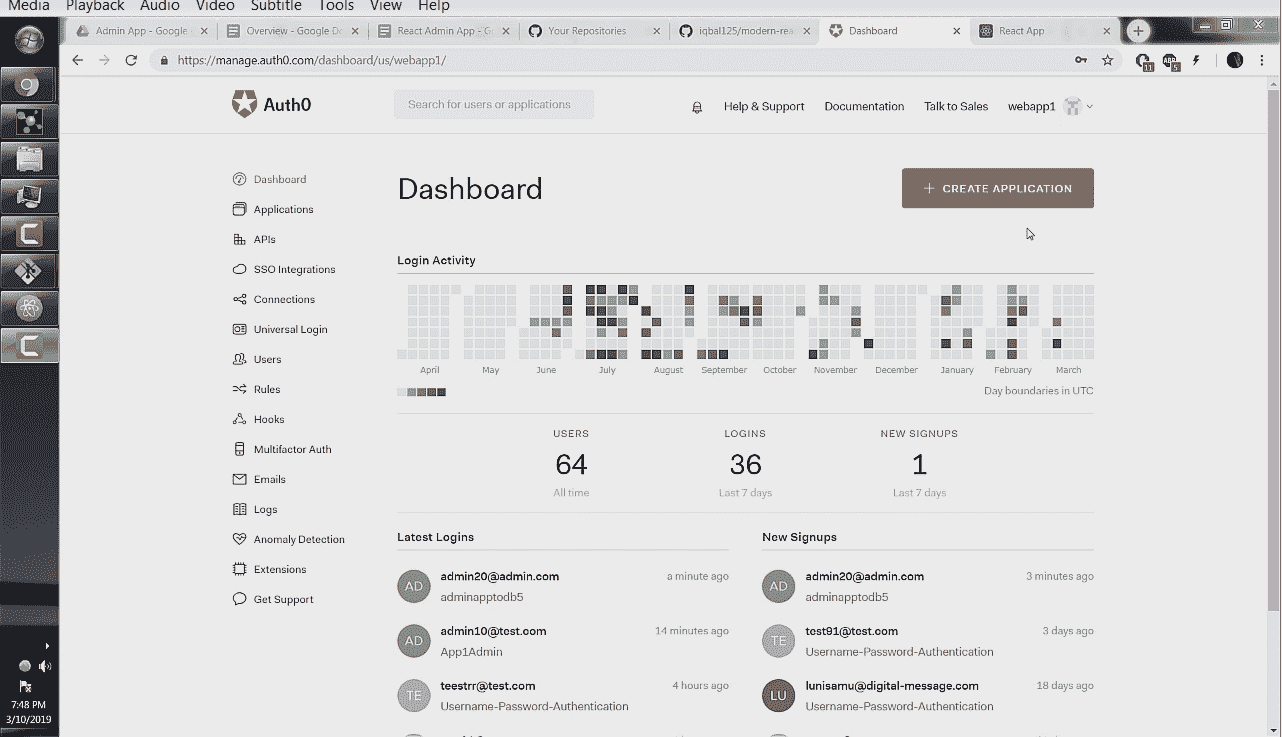 Media Playback Audio Video Subtitle Tools View Help
Admin App - Google
Overview - Google Do
React Admin App - G
Your Repositories
iqbal125/modern-rea
Dashboard
React App
https://manage.auth0.com/dashboard/us/webapp1/
11
5
Auth0
Search for users or applications
Help & Support
Documentation
Talk to Sales
webapp1
Dashboard
Applications
APIs
SSO Integrations
Connections
Universal Login
Users
Rules
Hooks
Multifactor Auth
Emails
Logs
Anomaly Detection
Extensions
Get Support
Dashboard
+ CREATE APPLICATION
Login Activity
April May June July August September October November December January February March
Day boundaries in UTC
USERS
64
All time
LOGINS
36
Last 7 days
NEW SIGNUPS
1
Last 7 days
Latest Logins
AD
admin20@admin.com a minute ago
adminapptodb5
AD
admin10@test.com 14 minutes ago
App1Admin
TE
teestrr@test.com 4 hours ago
Username-Password-Authentication
New Signups
AD
admin20@admin.com 3 minutes ago
adminapptodb5
TE
test91@test.com 3 days ago
Username-Password-Authentication
LU
lunisamu@digital-message.com 18 days ago
Username-Password-Authentication
7:48 PM
3/10/2019